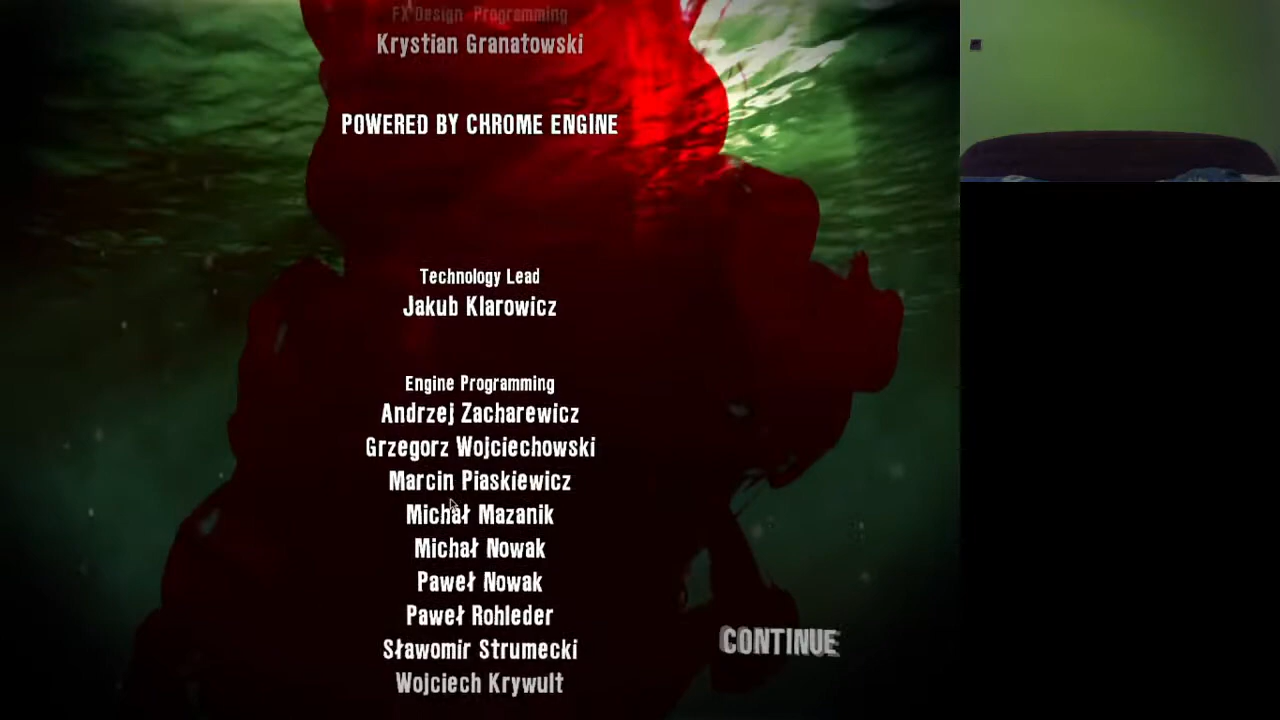 FX Design Programming
Krystian Granatowski
POWERED BY CHROME ENGINE
Technology Lead
Jakub Klarowicz
Engine Programming
Andrzej Zacharewicz
Grzegorz Wojciechowski
Marcin Piaskiewicz
Michał Mazanik
Michał Nowak
Paweł Nowak
Paweł Rohleder
Sławomir Strumecki
Wojciech Krywult
CONTINUE